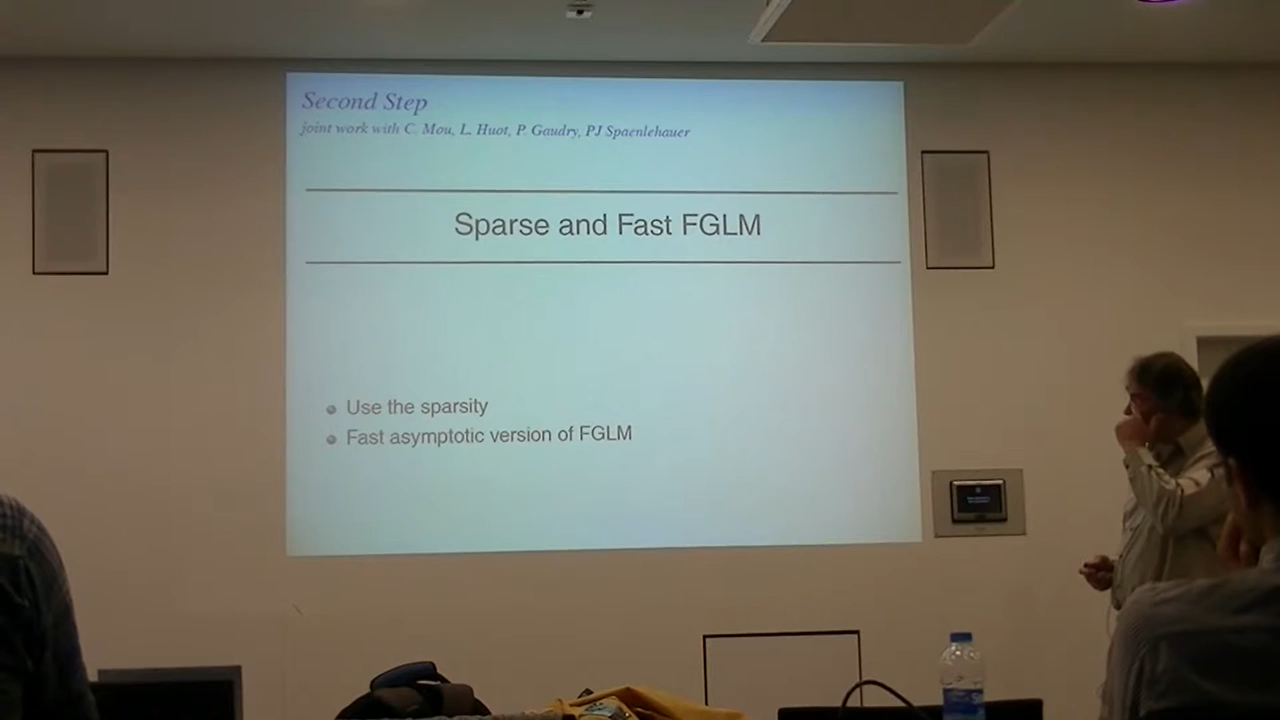 Second Step
joint work with C. Mou, L. Huot, P. Gaudry, PJ Spaenlehauer
Sparse and Fast FGLM
Use the sparsity
Fast asymptotic version of FGLM